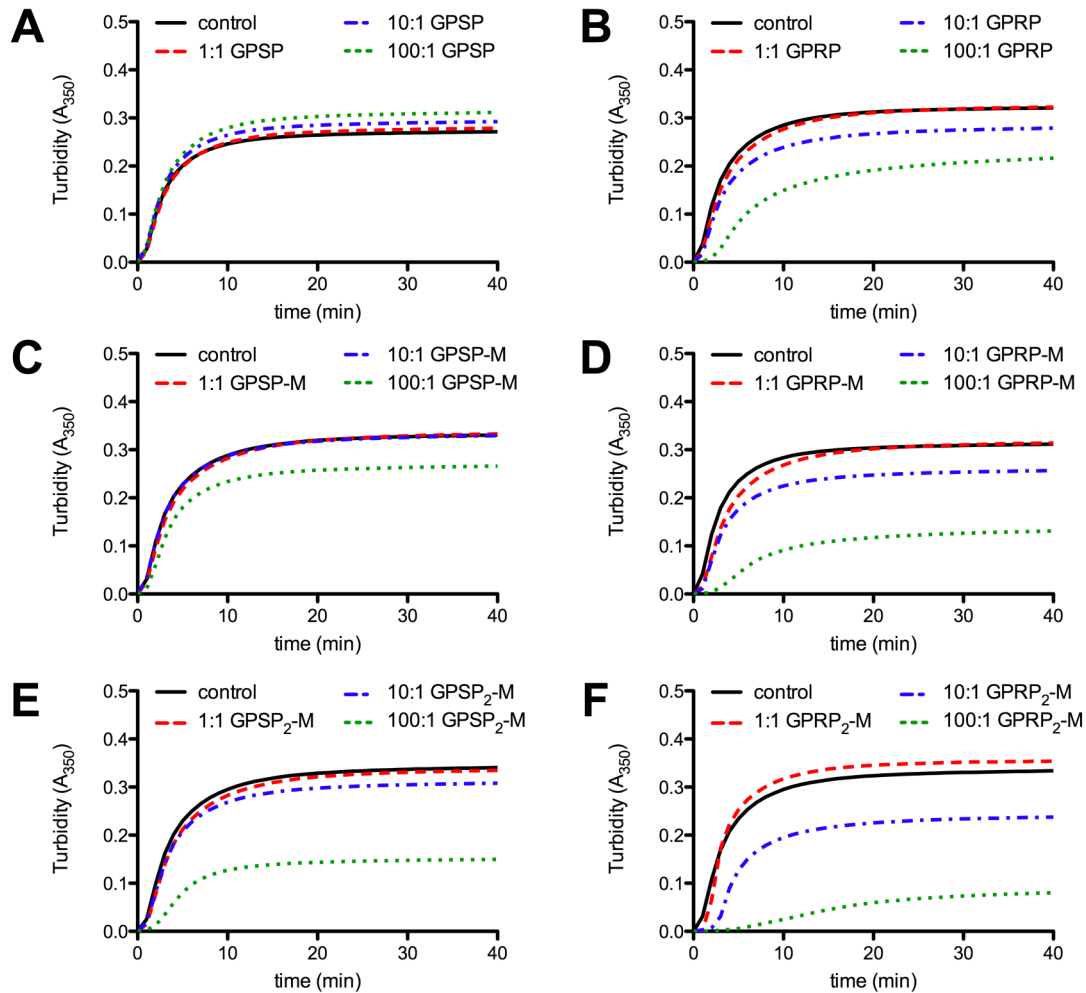 A
control
10:1 GPSP
1:1 GPSP
100:1 GPSP
Turbidity (A350)
0.5
0.4
0.3
0.2
0.1
0.0
0 10 20 30 40
time (min)
B
control
10:1 GPRP
1:1 GPRP
100:1 GPRP
Turbidity (A350)
0.5
0.4
0.3
0.2
0.1
0.0
0 10 20 30 40
time (min)
C
control
10:1 GPSP-M
1:1 GPSP-M
100:1 GPSP-M
Turbidity (A350)
0.5
0.4
0.3
0.2
0.1
0.0
0 10 20 30 40
time (min)
D
control
10:1 GPRP-M
1:1 GPRP-M
100:1 GPRP-M
Turbidity (A350)
0.5
0.4
0.3
0.2
0.1
0.0
0 10 20 30 40
time (min)
E
control
10:1 GPSP2-M
1:1 GPSP2-M
100:1 GPSP2-M
Turbidity (A350)
0.5
0.4
0.3
0.2
0.1
0.0
0 10 20 30 40
time (min)
F
control
10:1 GPRP2-M
1:1 GPRP2-M
100:1 GPRP2-M
Turbidity (A350)
0.5
0.4
0.3
0.2
0.1
0.0
0 10 20 30 40
time (min)